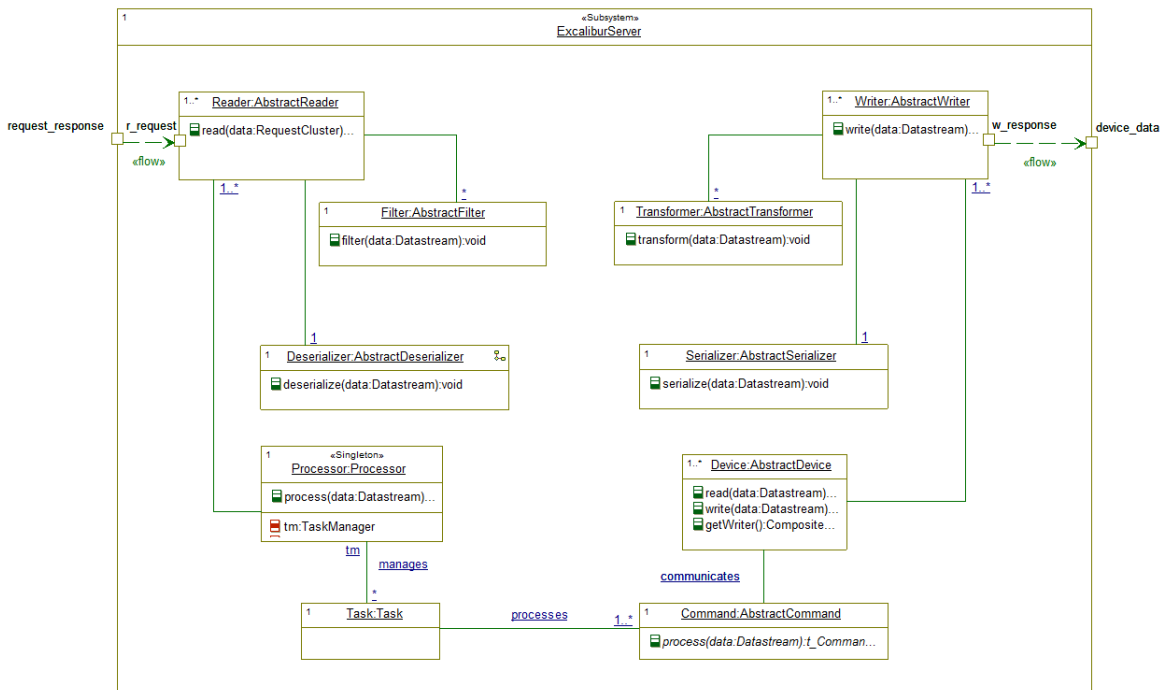 1
«Subsystem»
ExcaliburServer
1..*
Reader:AbstractReader
read(data:RequestCluster)...
1..*
Writer:AbstractWriter
write(data:Datastream)...
request_response
r_request
«flow»
w_response
device_data
«flow»
1..*
*
*
1..*
1
Filter:AbstractFilter
filter(data:Datastream):void
1
Transformer:AbstractTransformer
transform(data:Datastream):void
1
1
1
Deserializer:AbstractDeserializer
deserialize(data:Datastream):void
1
Serializer:AbstractSerializer
serialize(data:Datastream):void
1
«Singleton»
Processor:Processor
process(data:Datastream)...
tm:TaskManager
1..*
Device:AbstractDevice
read(data:Datastream)...
write(data:Datastream)...
getWriter():Composite...
tm
manages
*
communicates
1
Task:Task
processes
1..*
1
Command:AbstractCommand
process(data:Datastream):t_Comman...